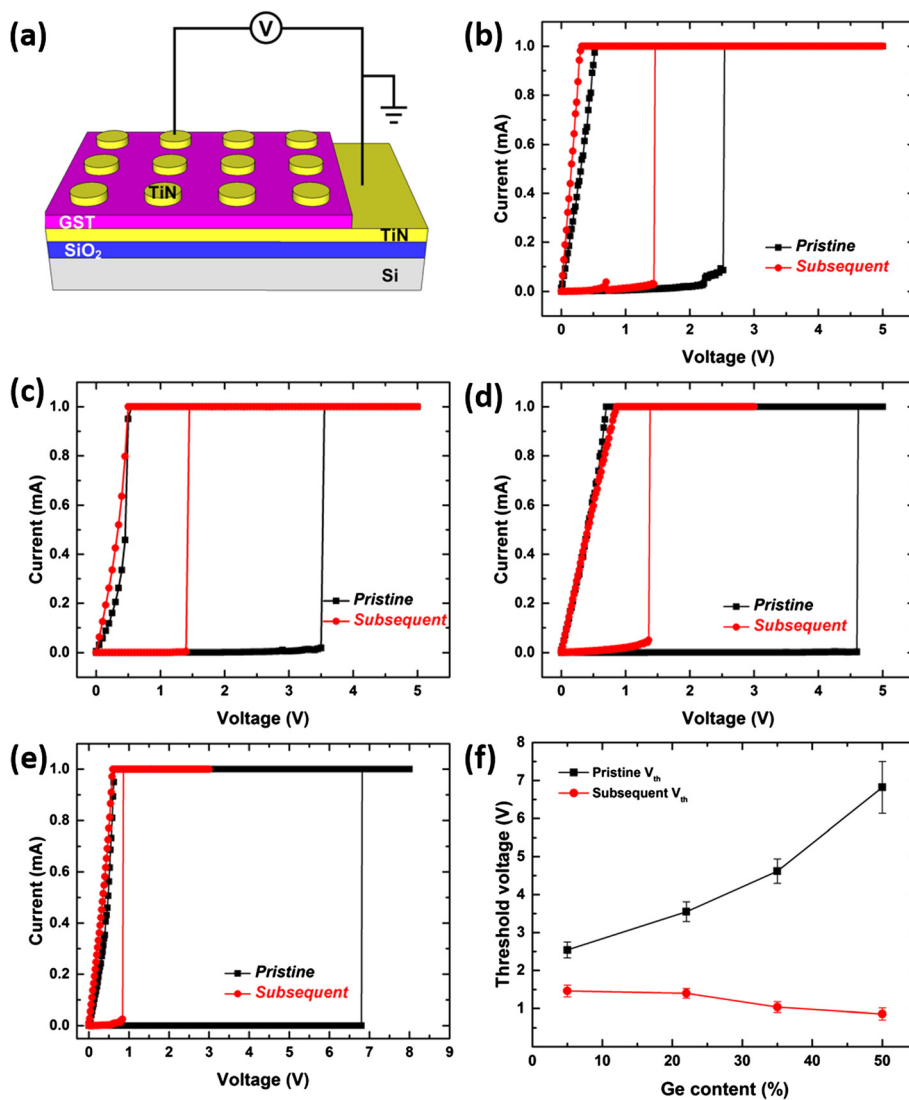 (a)
V
TiN
GST
TiN
SiO₂
Si
(b)
1.0
0.8
0.6
0.4
0.2
0.0
Current (mA)
Pristine
Subsequent
0 1 2 3 4 5
Voltage (V)
(c)
1.0
0.8
0.6
0.4
0.2
0.0
Current (mA)
Pristine
Subsequent
0 1 2 3 4 5
Voltage (V)
(d)
1.0
0.8
0.6
0.4
0.2
0.0
Current (mA)
Pristine
Subsequent
0 1 2 3 4 5
Voltage (V)
(e)
1.0
0.8
0.6
0.4
0.2
0.0
Current (mA)
Pristine
Subsequent
0 1 2 3 4 5 6 7 8 9
Voltage (V)
(f)
8
7
6
5
4
3
2
1
0
Threshold voltage (V)
Pristine Vth
Subsequent Vth
0 10 20 30 40 50
Ge content (%)